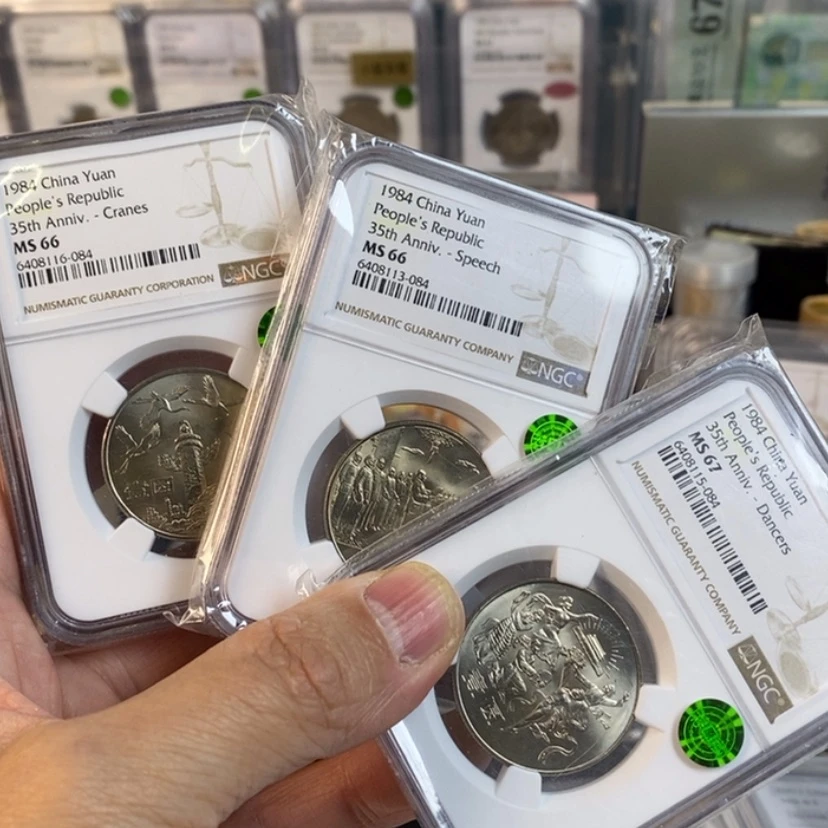 1984 China Yuan
People's Republic
35th Anniv. - Cranes
MS 66
6408116-084
NUMISMATIC GUARANTY CORPORATION
NGC®
1984 China Yuan
People's Republic
35th Anniv. - Speech
MS 66
6408113-084
NUMISMATIC GUARANTY COMPANY
NGC®
1984 China Yuan
People's Republic
35th Anniv. - Dancers
MS 67
6408115-084
NUMISMATIC GUARANTY COMPANY
NGC®
67